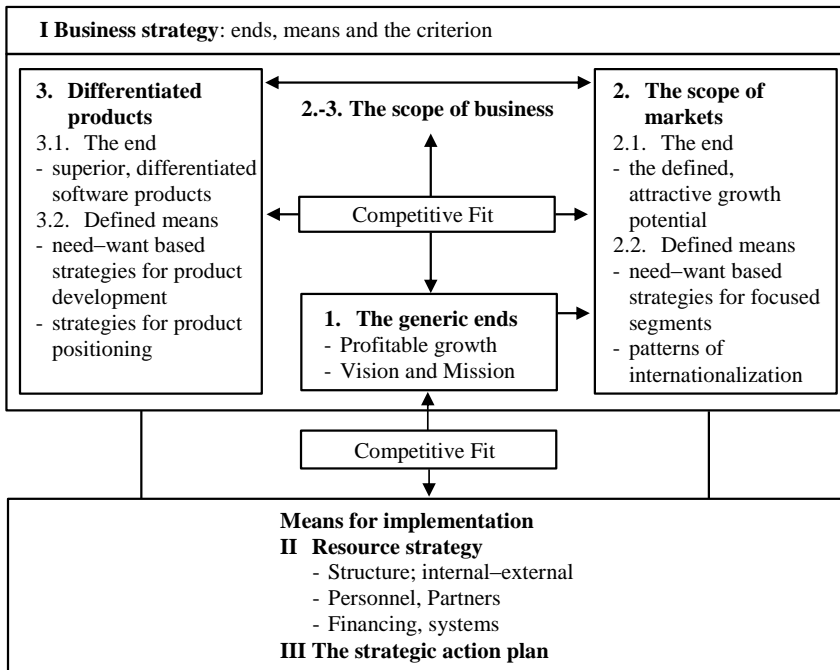 I Business strategy: ends, means and the criterion
3. Differentiated
products
3.1. The end
- superior, differentiated
software products
3.2. Defined means
- need–want based
strategies for product
development
- strategies for product
positioning
2.-3. The scope of business
Competitive Fit
1. The generic ends
- Profitable growth
- Vision and Mission
2. The scope of
markets
2.1. The end
- the defined,
attractive growth
potential
2.2. Defined means
- need–want based
strategies for focused
segments
- patterns of
internationalization
Competitive Fit
Means for implementation
II Resource strategy
- Structure; internal–external
- Personnel, Partners
- Financing, systems
III The strategic action plan